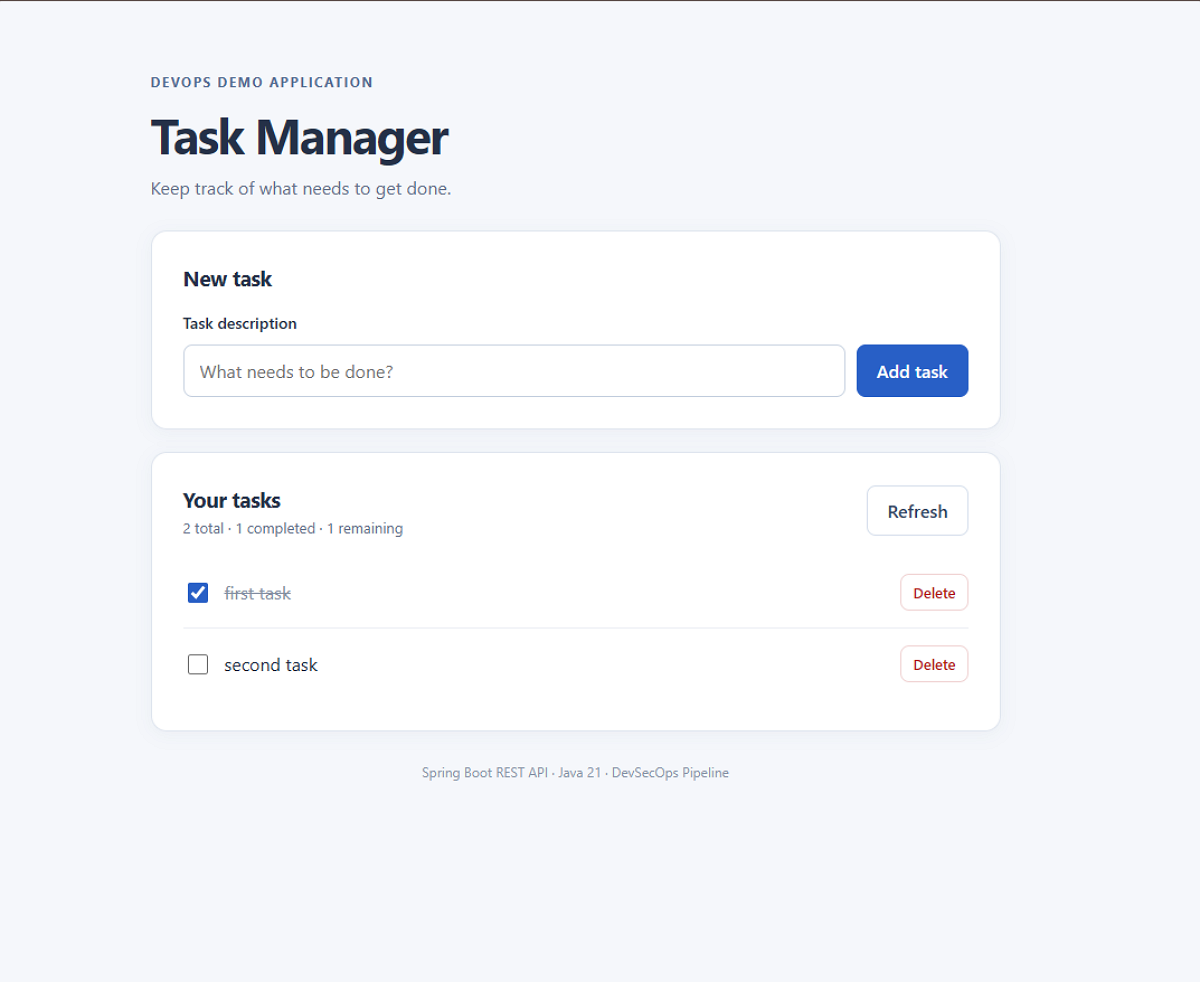 DEVOPS DEMO APPLICATION
Task Manager
Keep track of what needs to get done.
New task
Task description
What needs to be done?
Add task
Your tasks
2 total · 1 completed · 1 remaining
Refresh
first task
Delete
second task
Delete
Spring Boot REST API · Java 21 · DevSecOps Pipeline